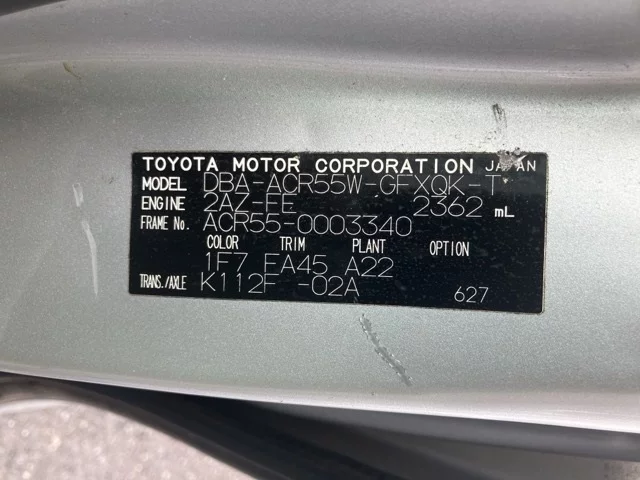 TOYOTA MOTOR CORPORATION JAPAN
MODEL DBA-ACR55W-GFXQK-T
ENGINE 2AZ-FE 2362 mL
FRAME No. ACR55-0003340
COLOR TRIM PLANT OPTION
1F7 EA45 A22
TRANS./AXLE K112F -02A
627